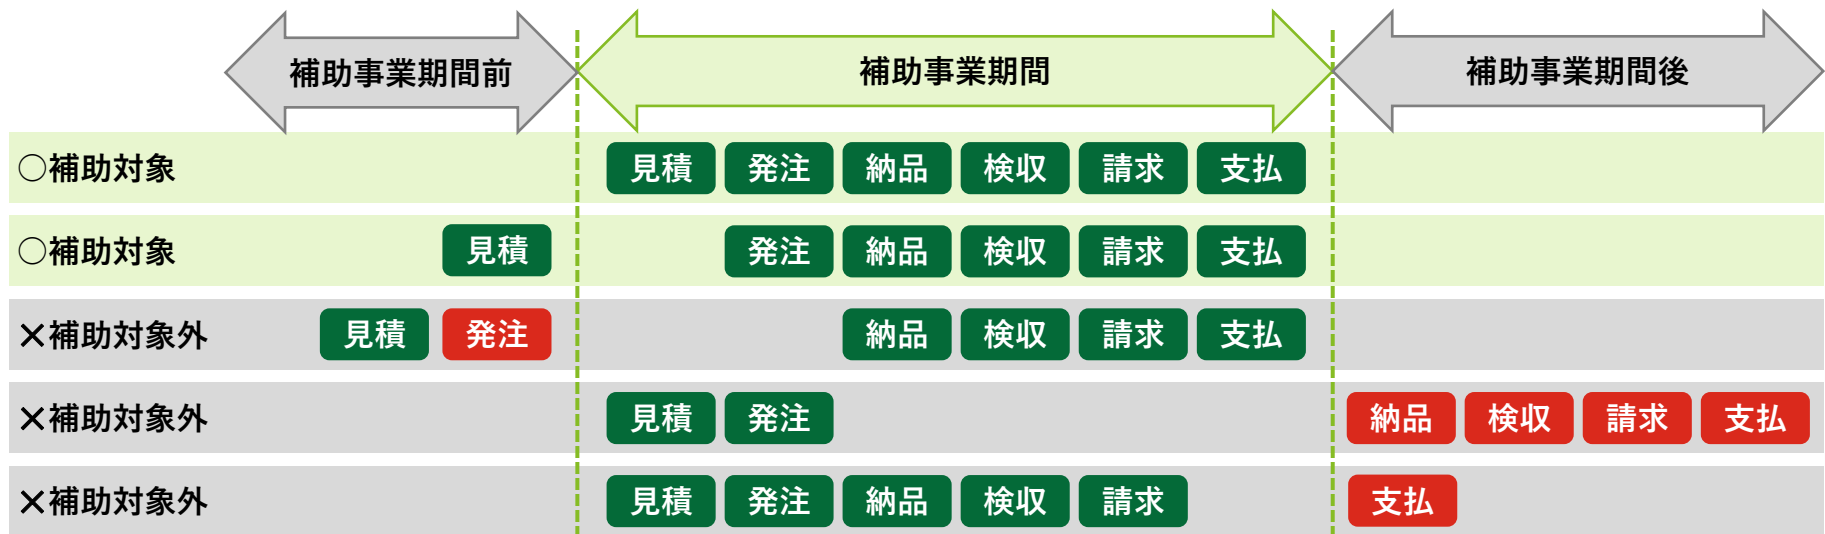 補助事業期間前 補助事業期間 補助事業期間後
○補助対象 見積 発注 納品 検収 請求 支払
○補助対象 見積 発注 納品 検収 請求 支払
×補助対象外 見積 発注 納品 検収 請求 支払
×補助対象外 見積 発注 納品 検収 請求 支払
×補助対象外 見積 発注 納品 検収 請求 支払